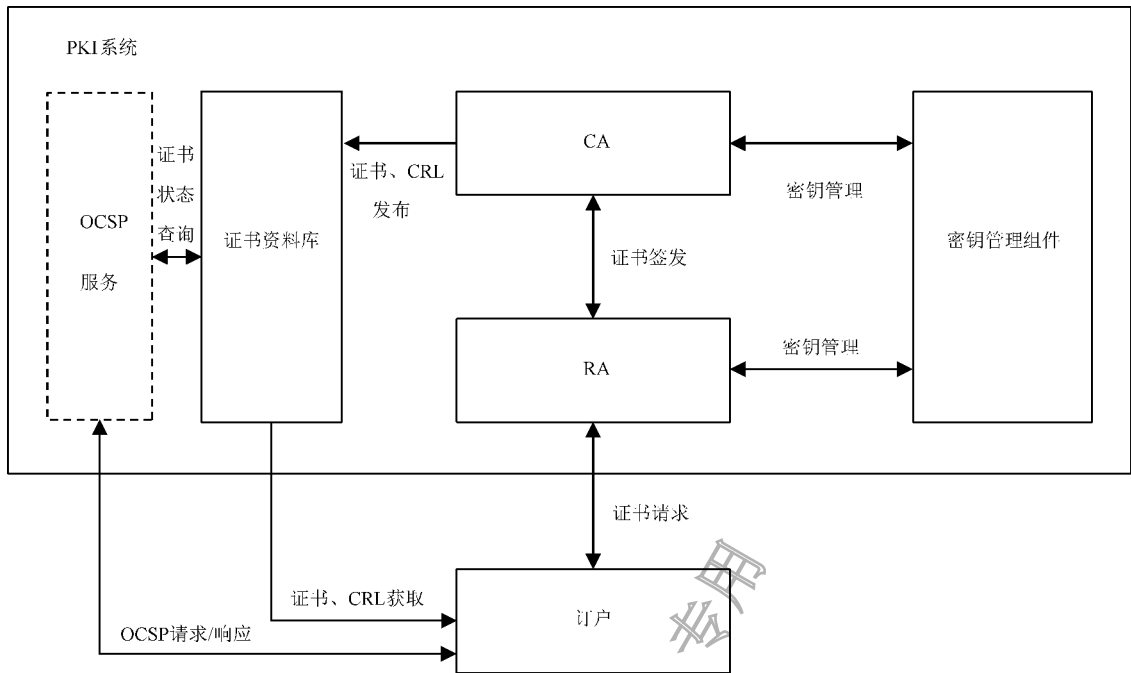 PKI系统
OCSP
服务
证书
状态
查询
证书资料库
证书、CRL
发布
CA
密钥管理
密钥管理组件
证书签发
RA
密钥管理
证书请求
订户
证书、CRL获取
OCSP请求/响应
专用